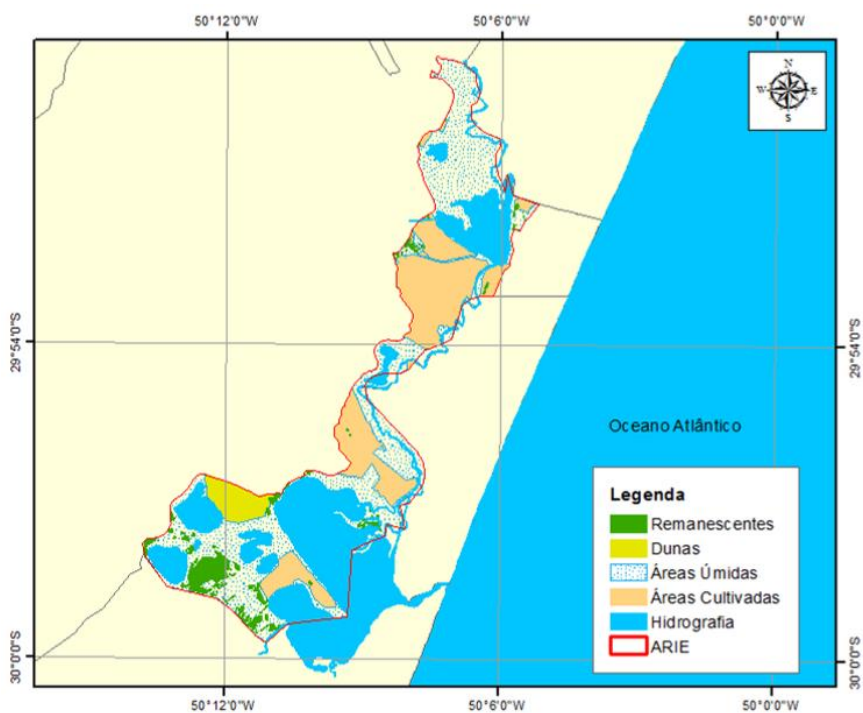 50°12'0"W 50°6'0"W 50°0'0"W
N
W E
S
29°54'0"S 29°54'0"S
Oceano Atlântico
Legenda
Remanescentes
Dunas
Áreas Úmidas
Áreas Cultivadas
Hidrografia
ARIE
30°0'0"S 30°0'0"S
50°12'0"W 50°6'0"W 50°0'0"W